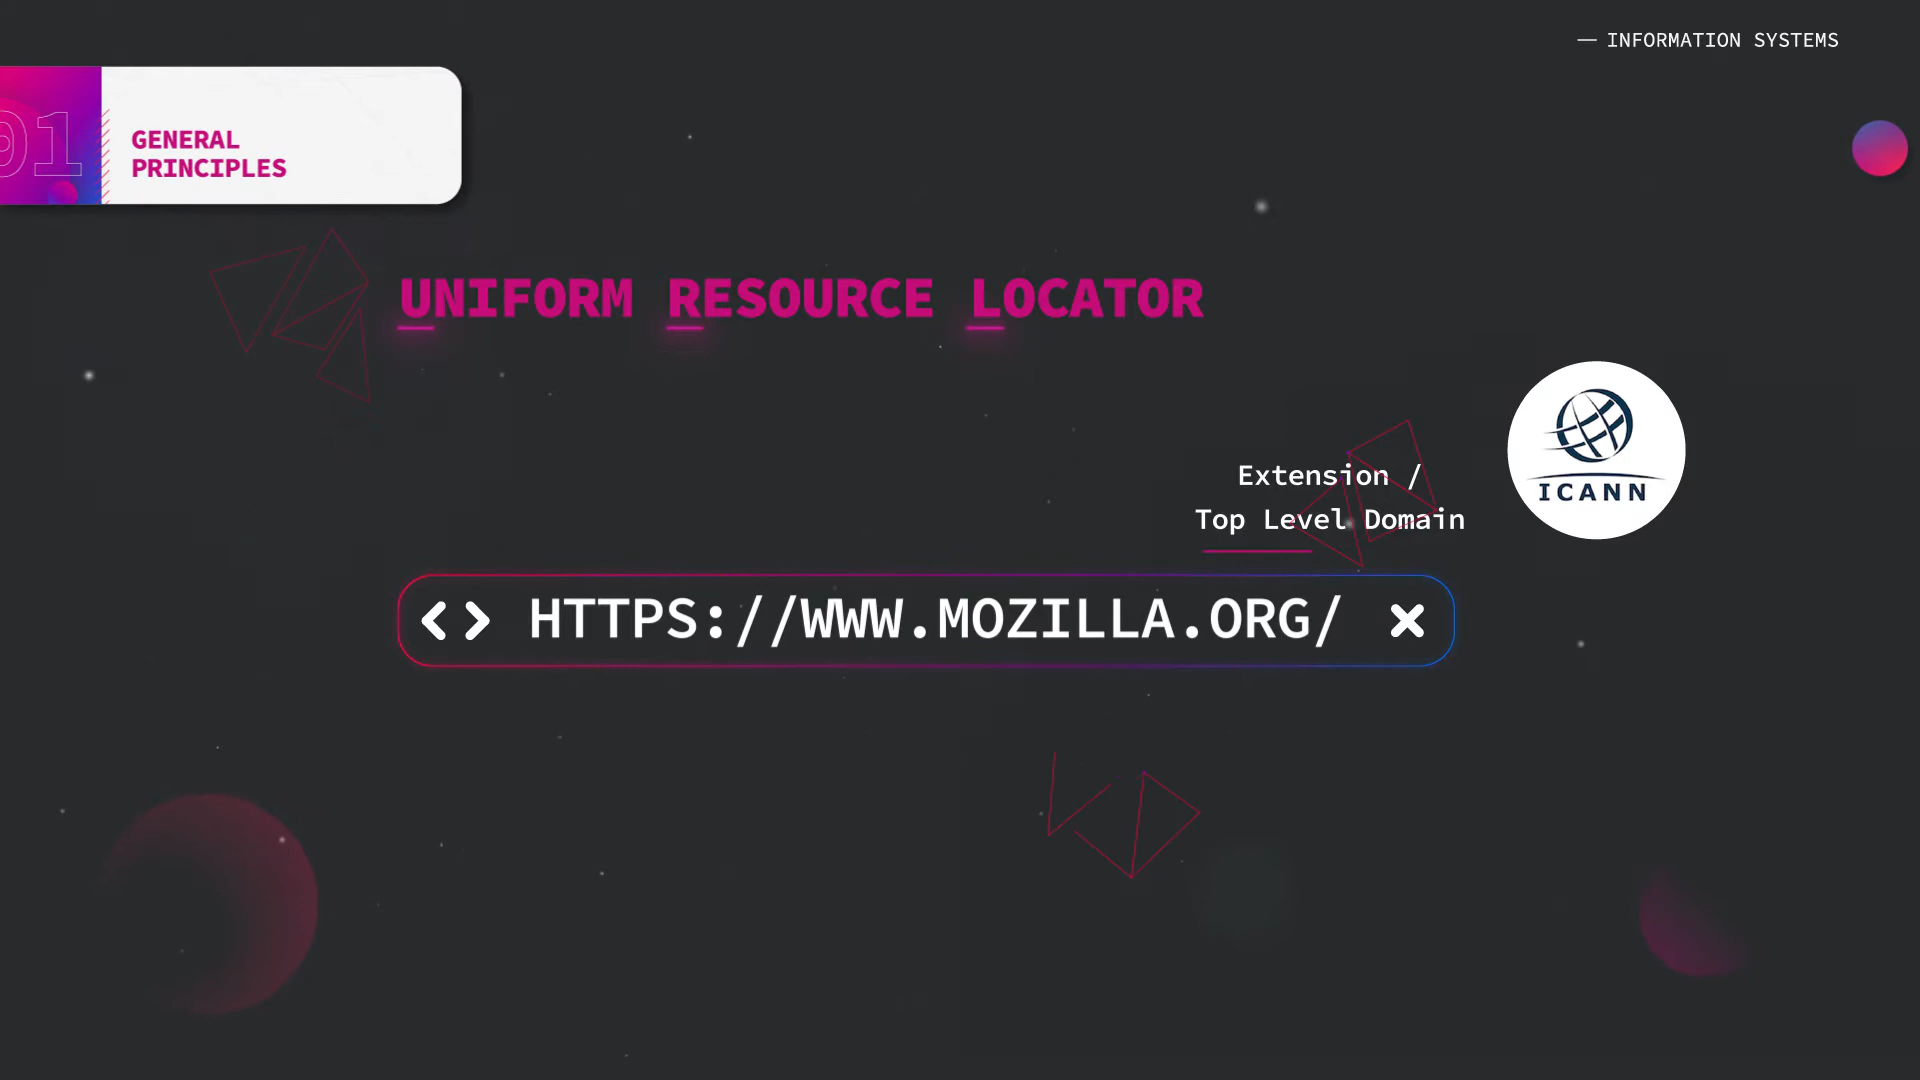 — INFORMATION SYSTEMS
01
GENERAL
PRINCIPLES
UNIFORM RESOURCE LOCATOR
Extension /
Top Level Domain
ICANN
< > HTTPS://WWW.MOZILLA.ORG/ ×